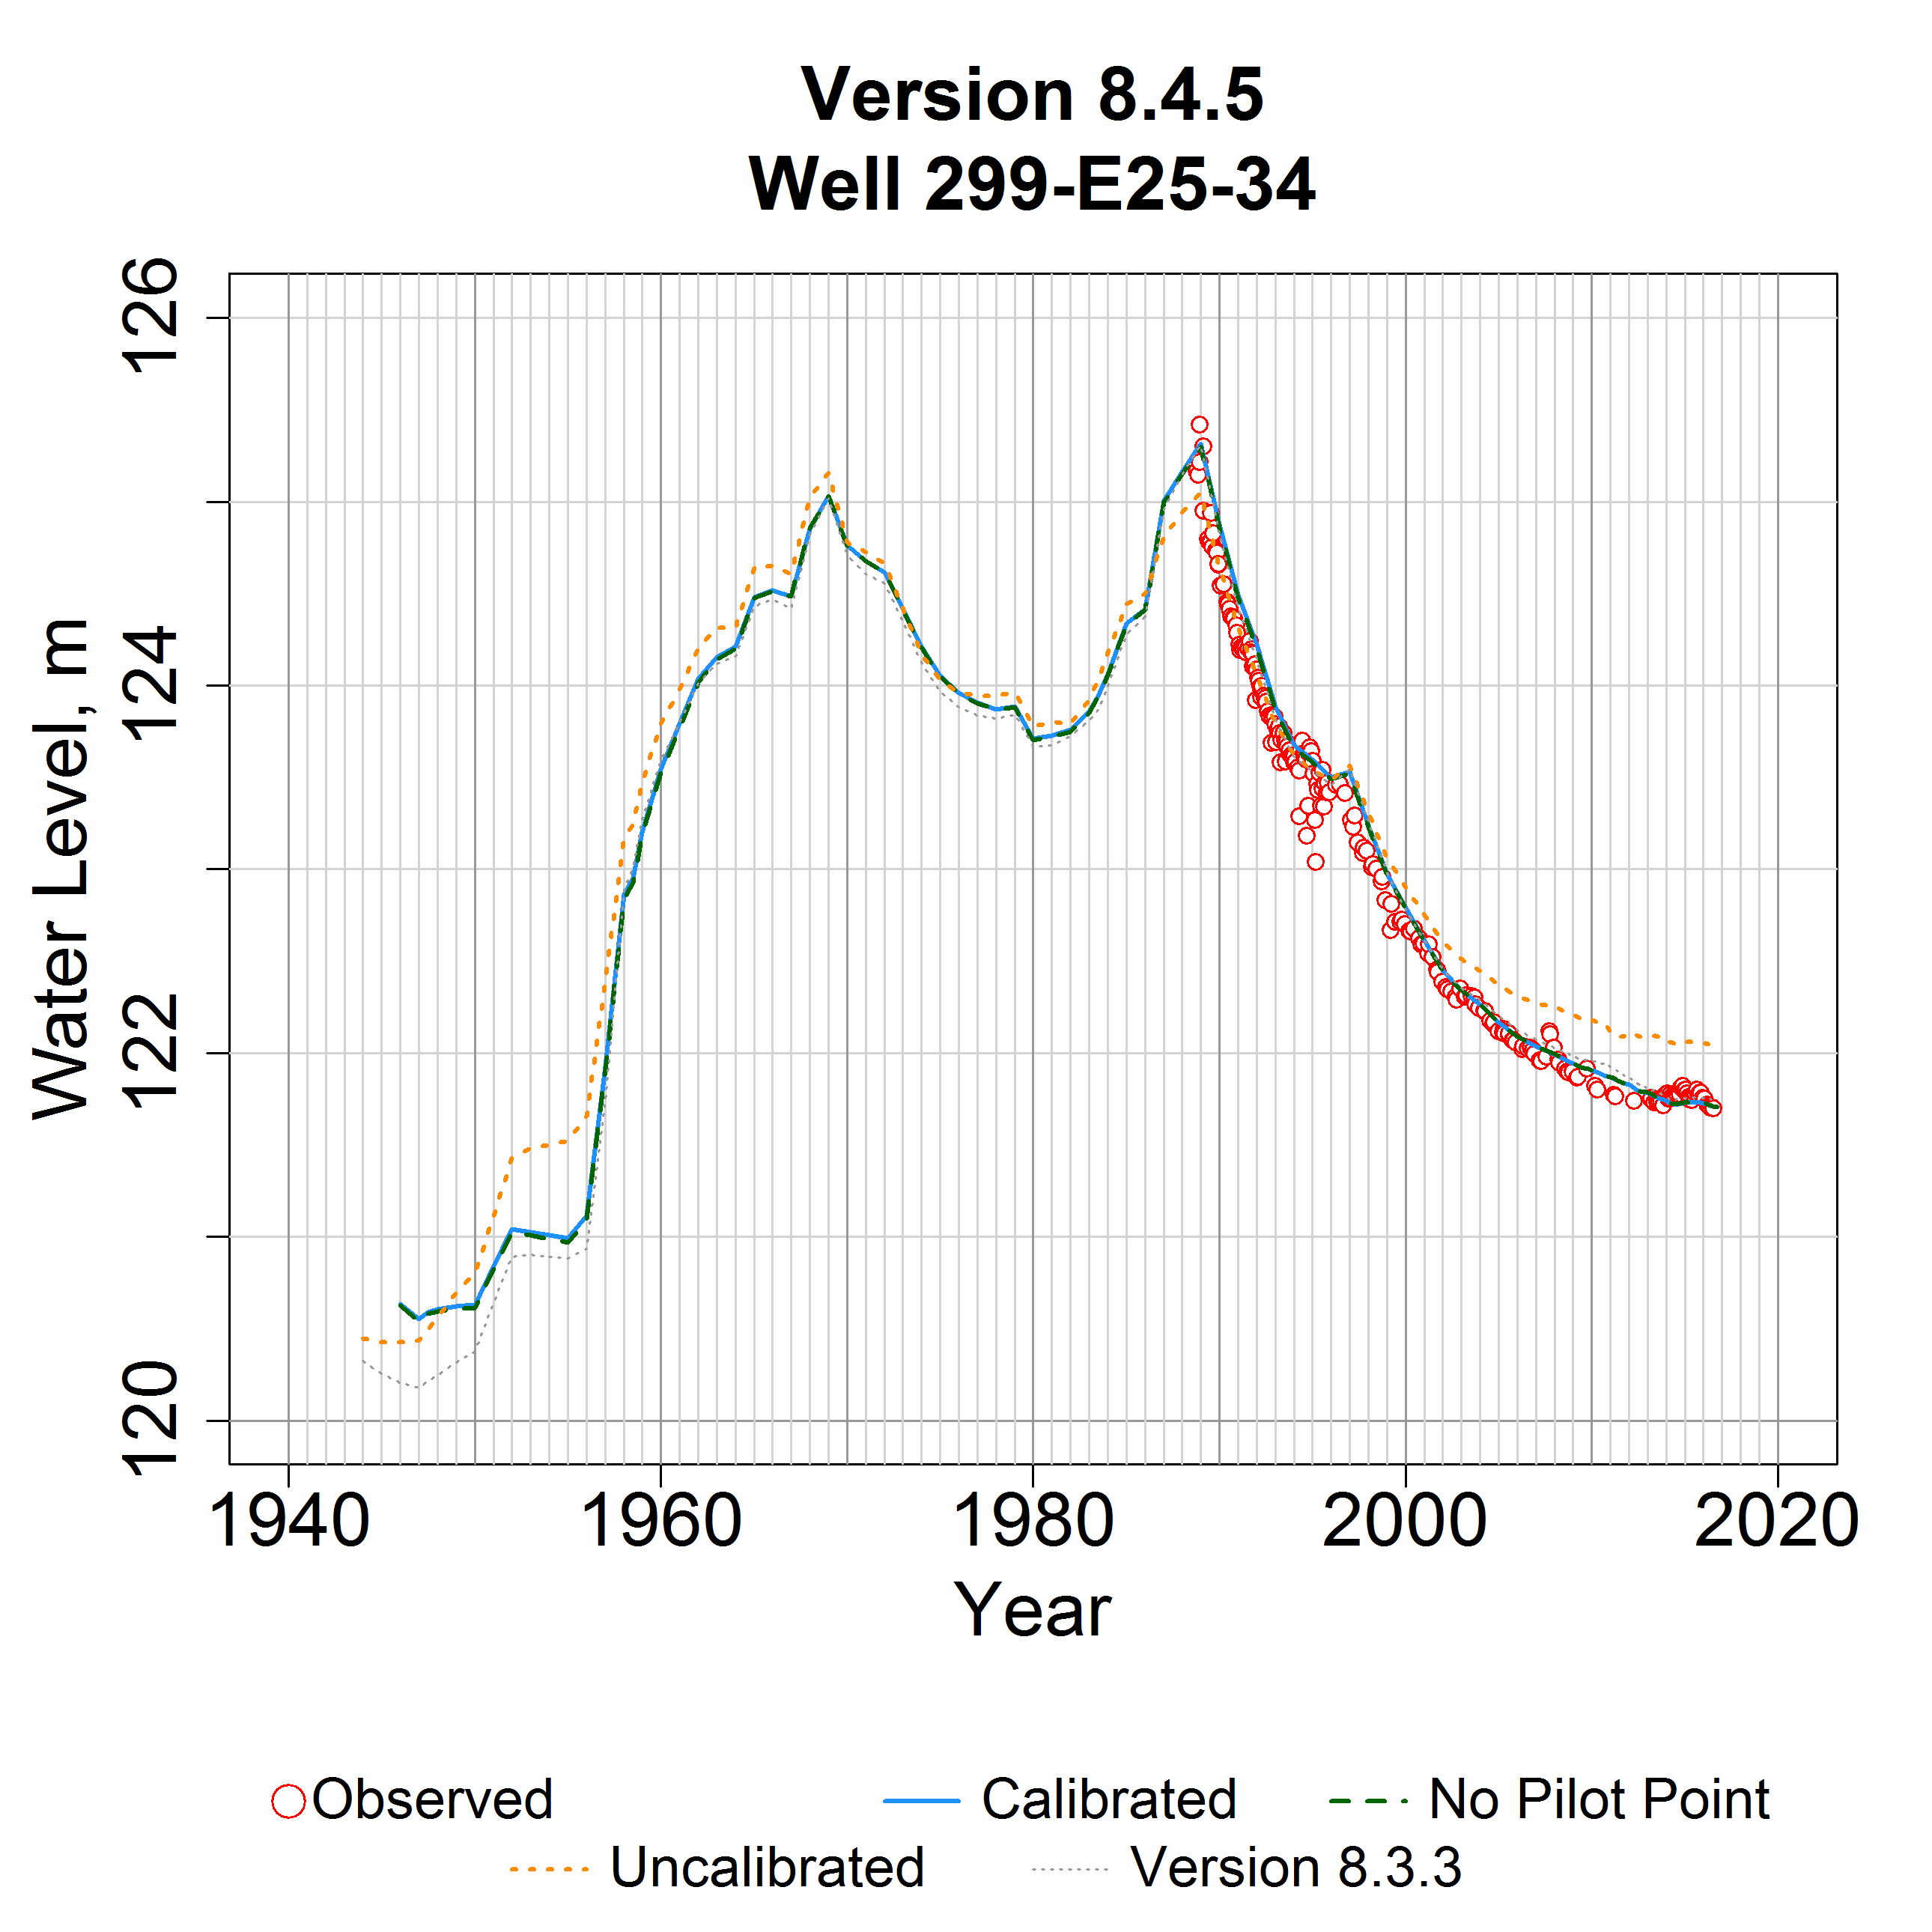 Version 8.4.5
Well 299-E25-34
Water Level, m
126
124
122
120
1940 1960 1980 2000 2020
Year
Observed Calibrated No Pilot Point
Uncalibrated Version 8.3.3